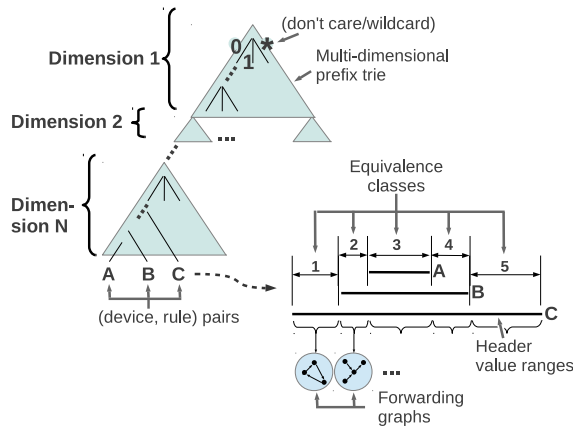 (don't care/wildcard)
0 1 *
Dimension 1
Multi-dimensional
prefix trie
Dimension 2
...
Dimen-
sion N
Equivalence
classes
1 2 3 4 5
A
B
C
A B C
(device, rule) pairs
Header
value ranges
...
Forwarding
graphs